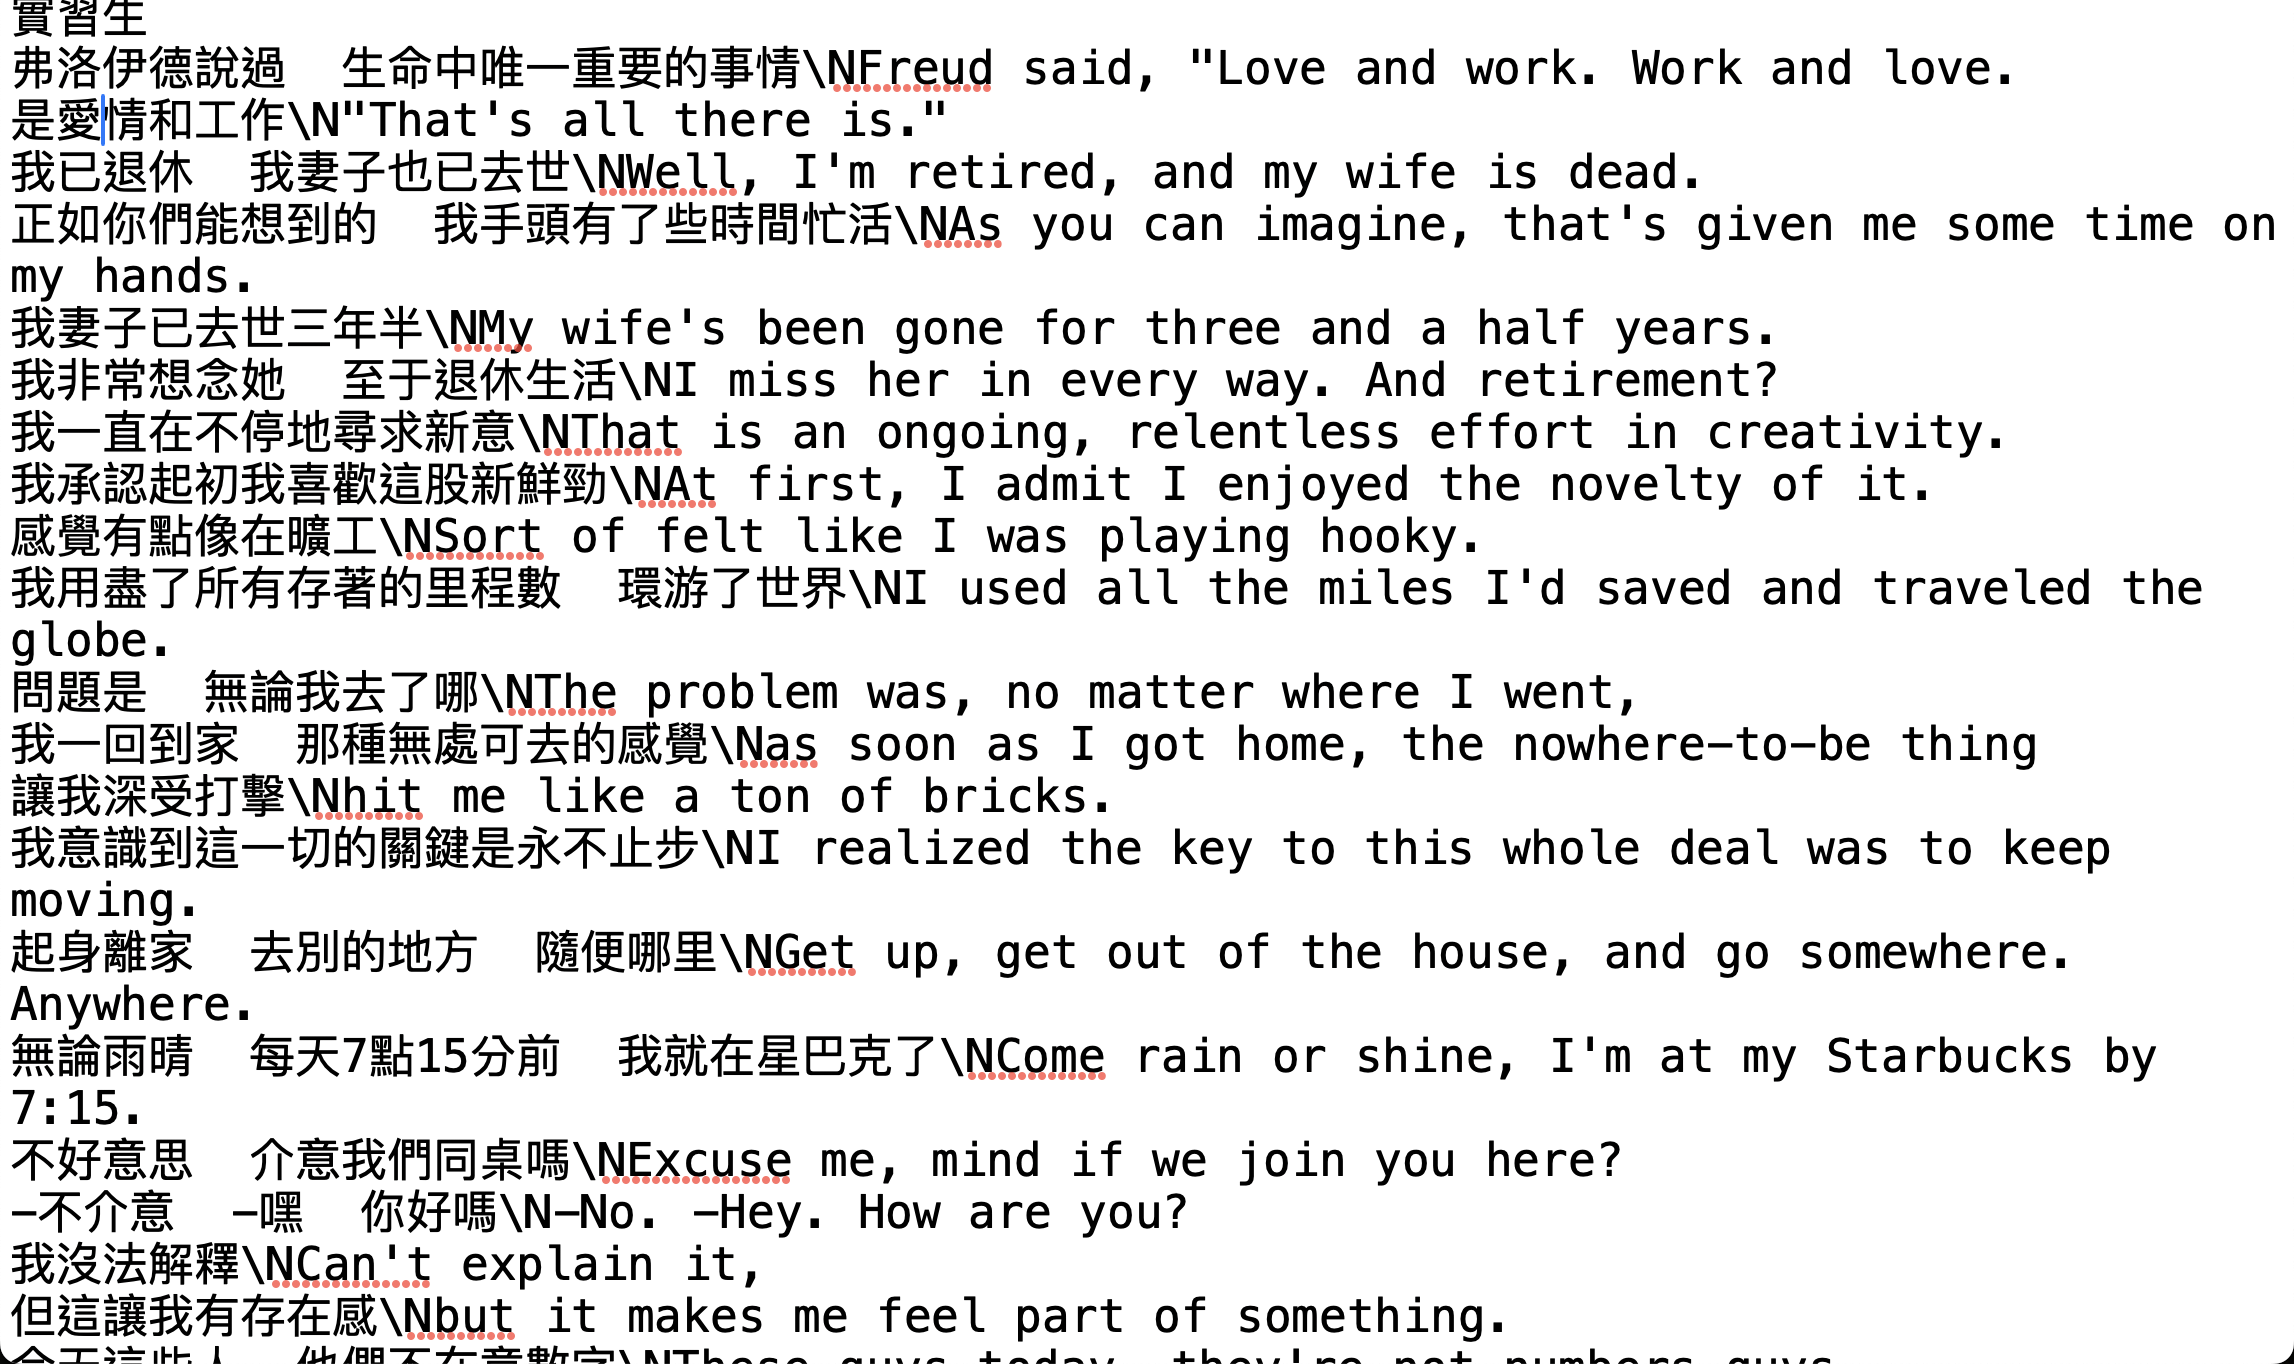 實習生
弗洛伊德說過  生命中唯一重要的事情\NFreud said, "Love and work. Work and love.
是愛情和工作\N"That's all there is."
我已退休  我妻子也已去世\NWell, I'm retired, and my wife is dead.
正如你們能想到的  我手頭有了些時間忙活\NAs you can imagine, that's given me some time on
my hands.
我妻子已去世三年半\NMy wife's been gone for three and a half years.
我非常想念她  至于退休生活\NI miss her in every way. And retirement?
我一直在不停地尋求新意\NThat is an ongoing, relentless effort in creativity.
我承認起初我喜歡這股新鮮勁\NAt first, I admit I enjoyed the novelty of it.
感覺有點像在曠工\NSort of felt like I was playing hooky.
我用盡了所有存著的里程數  環游了世界\NI used all the miles I'd saved and traveled the
globe.
問題是  無論我去了哪\NThe problem was, no matter where I went,
我一回到家  那種無處可去的感覺\Nas soon as I got home, the nowhere-to-be thing
讓我深受打擊\Nhit me like a ton of bricks.
我意識到這一切的關鍵是永不止步\NI realized the key to this whole deal was to keep
moving.
起身離家  去別的地方  隨便哪里\NGet up, get out of the house, and go somewhere.
Anywhere.
無論雨晴  每天7點15分前  我就在星巴克了\NCome rain or shine, I'm at my Starbucks by
7:15.
不好意思  介意我們同桌嗎\NExcuse me, mind if we join you here?
-不介意  -嘿  你好嗎\N-No. -Hey. How are you?
我沒法解釋\NCan't explain it,
但這讓我有存在感\Nbut it makes me feel part of something.
今天這些人  他們不在意數字\NThese guys today, they're not numbers guys